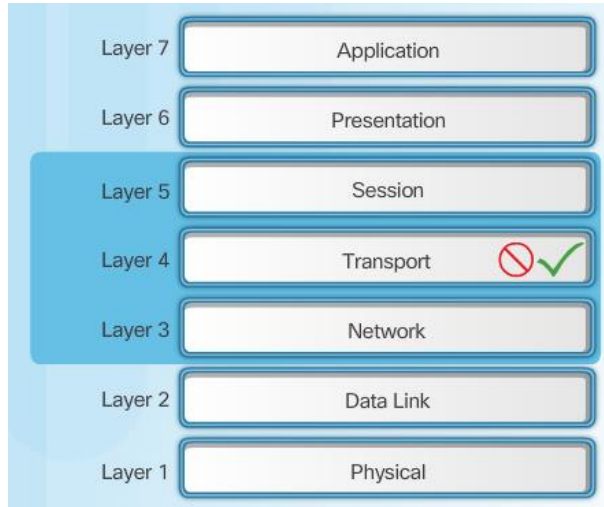 Layer 7 Application
Layer 6 Presentation
Layer 5 Session
Layer 4 Transport
Layer 3 Network
Layer 2 Data Link
Layer 1 Physical